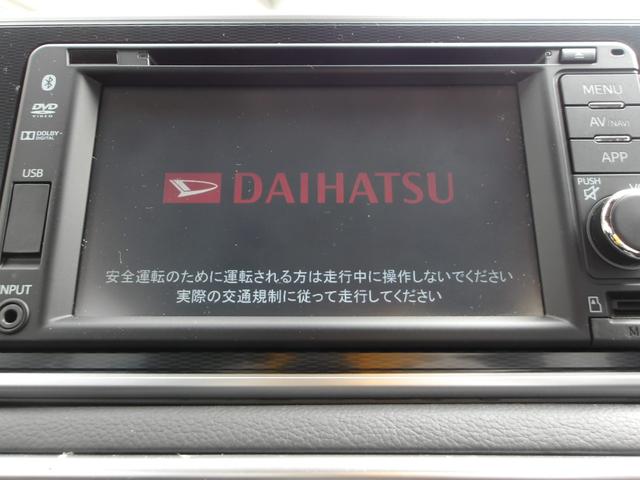 DVD
VIDEO
DOLBY
DIGITAL
USB
INPUT
MENU
AV(NAVI)
APP
PUSH
DAIHATSU
安全運転のために運転される方は走行中に操作しないでください
実際の交通規制に従って走行してください